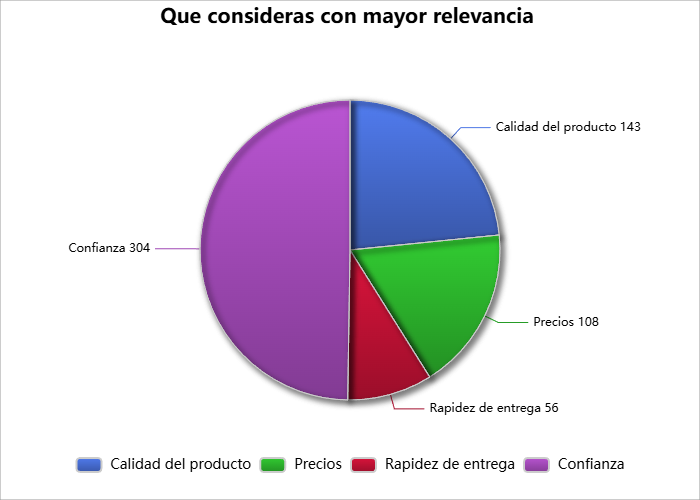 Que consideras con mayor relevancia
Calidad del producto 143
Confianza 304
Precios 108
Rapidez de entrega 56
Calidad del producto Precios Rapidez de entrega Confianza